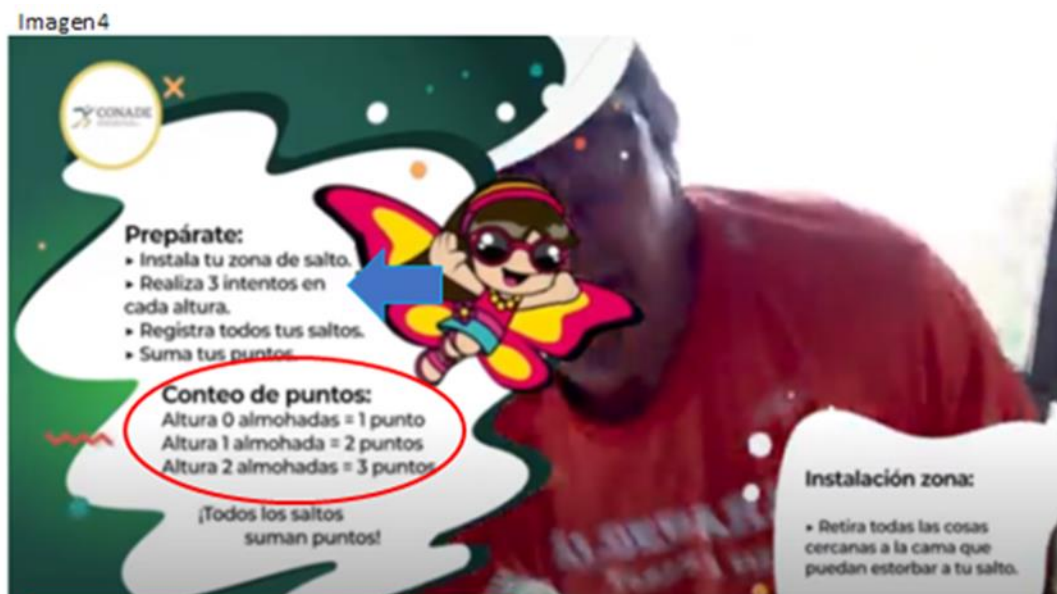 Imagen4
CONADE
Prepárate:
▸ Instala tu zona de salto.
▸ Realiza 3 intentos en
cada altura.
▸ Registra todos tus saltos.
▸ Suma tus puntos.
Conteo de puntos:
Altura 0 almohadas = 1 punto
Altura 1 almohada = 2 puntos
Altura 2 almohadas = 3 puntos
¡Todos los saltos
suman puntos!
Instalación zona:
▸ Retira todas las cosas
cercanas a la cama que
puedan estorbar a tu salto.